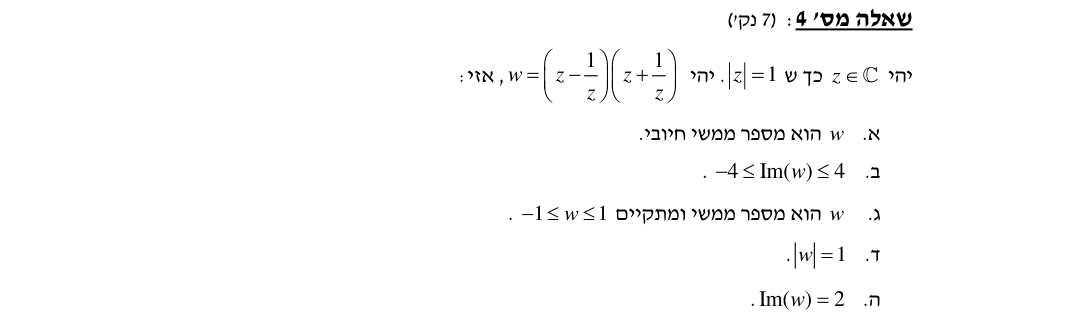 שאלה מס׳ 4 : (7 נק׳)
יהי z ∈ ℂ כך ש |z| = 1. יהי w = (z − 1/z)(z + 1/z), אזי:
א. w הוא מספר ממשי חיובי.
ב. −4 ≤ Im(w) ≤ 4 .
ג. w הוא מספר ממשי ומתקיים −1 ≤ w ≤ 1 .
ד. |w| = 1.
ה. Im(w) = 2 .